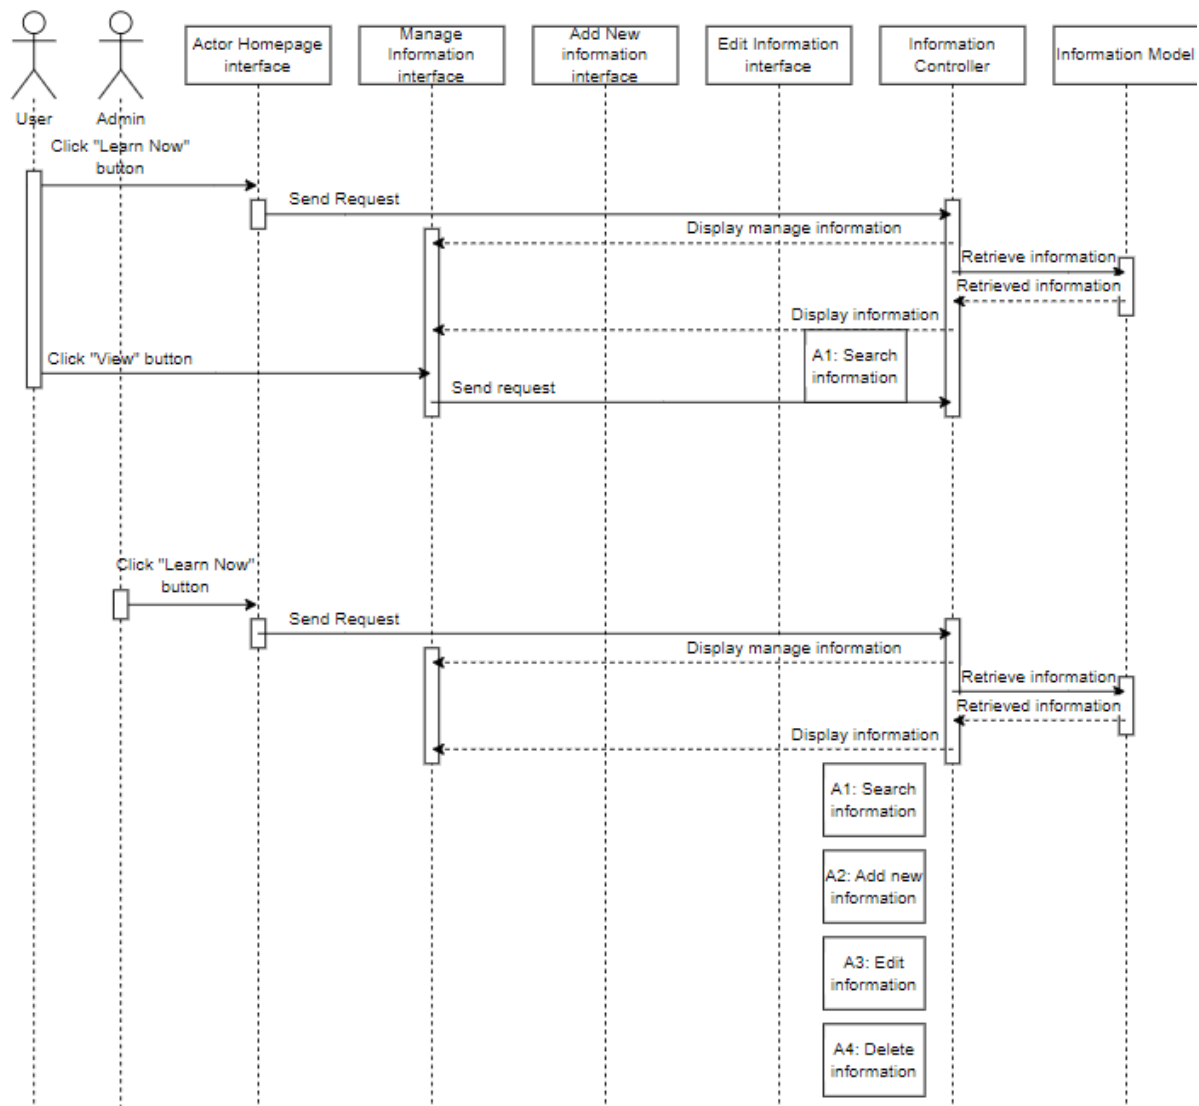 Actor Homepage
interface
Manage
Information
interface
Add New
information
interface
Edit Information
interface
Information
Controller
Information Model
User
Admin
Click "Learn Now"
button
Send Request
Display manage information
Retrieve information
Retrieved information
Display information
A1: Search
information
Click "View" button
Send request
Click "Learn Now"
button
Send Request
Display manage information
Retrieve information
Retrieved information
Display information
A1: Search
information
A2: Add new
information
A3: Edit
information
A4: Delete
information